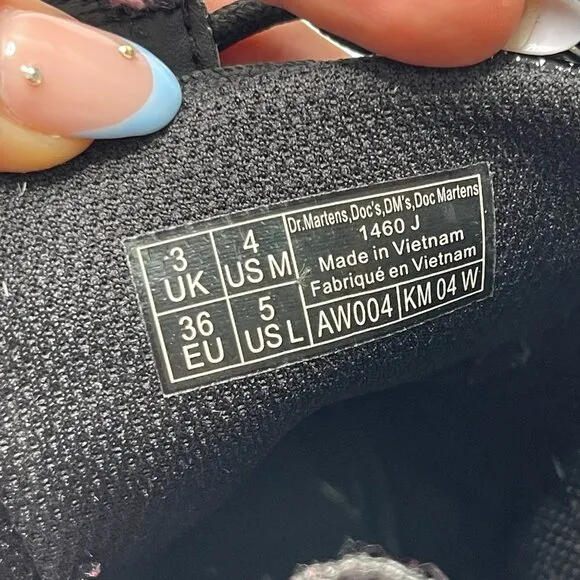 3
UK
4
US M
36
EU
5
US L
Dr.Martens,Doc's,DM's,Doc Martens
1460 J
Made in Vietnam
Fabriqué en Vietnam
AW004
KM 04 W